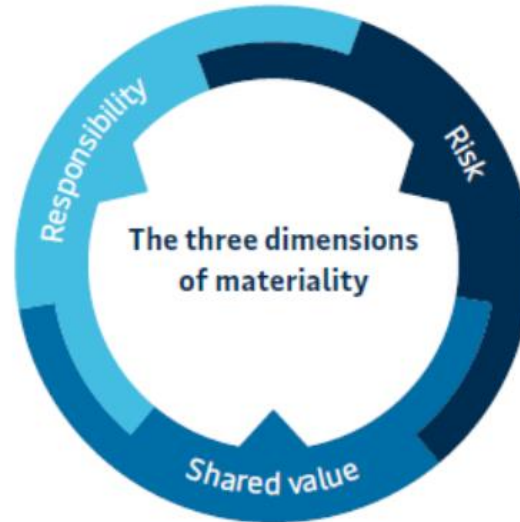 Responsibility
Risk
The three dimensions
of materiality
Shared value